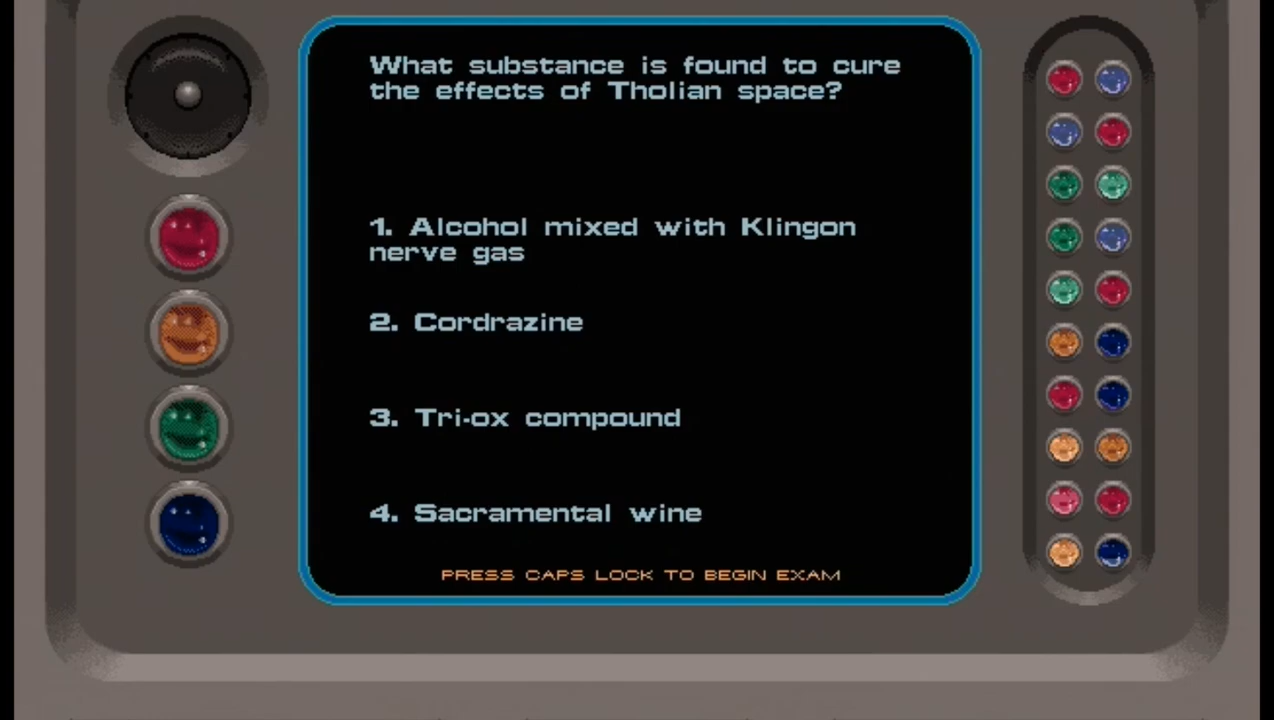 What substance is found to cure
the effects of Tholian space?
1. Alcohol mixed with Klingon
nerve gas
2. Cordrazine
3. Tri-ox compound
4. Sacramental wine
PRESS CAPS LOCK TO BEGIN EXAM